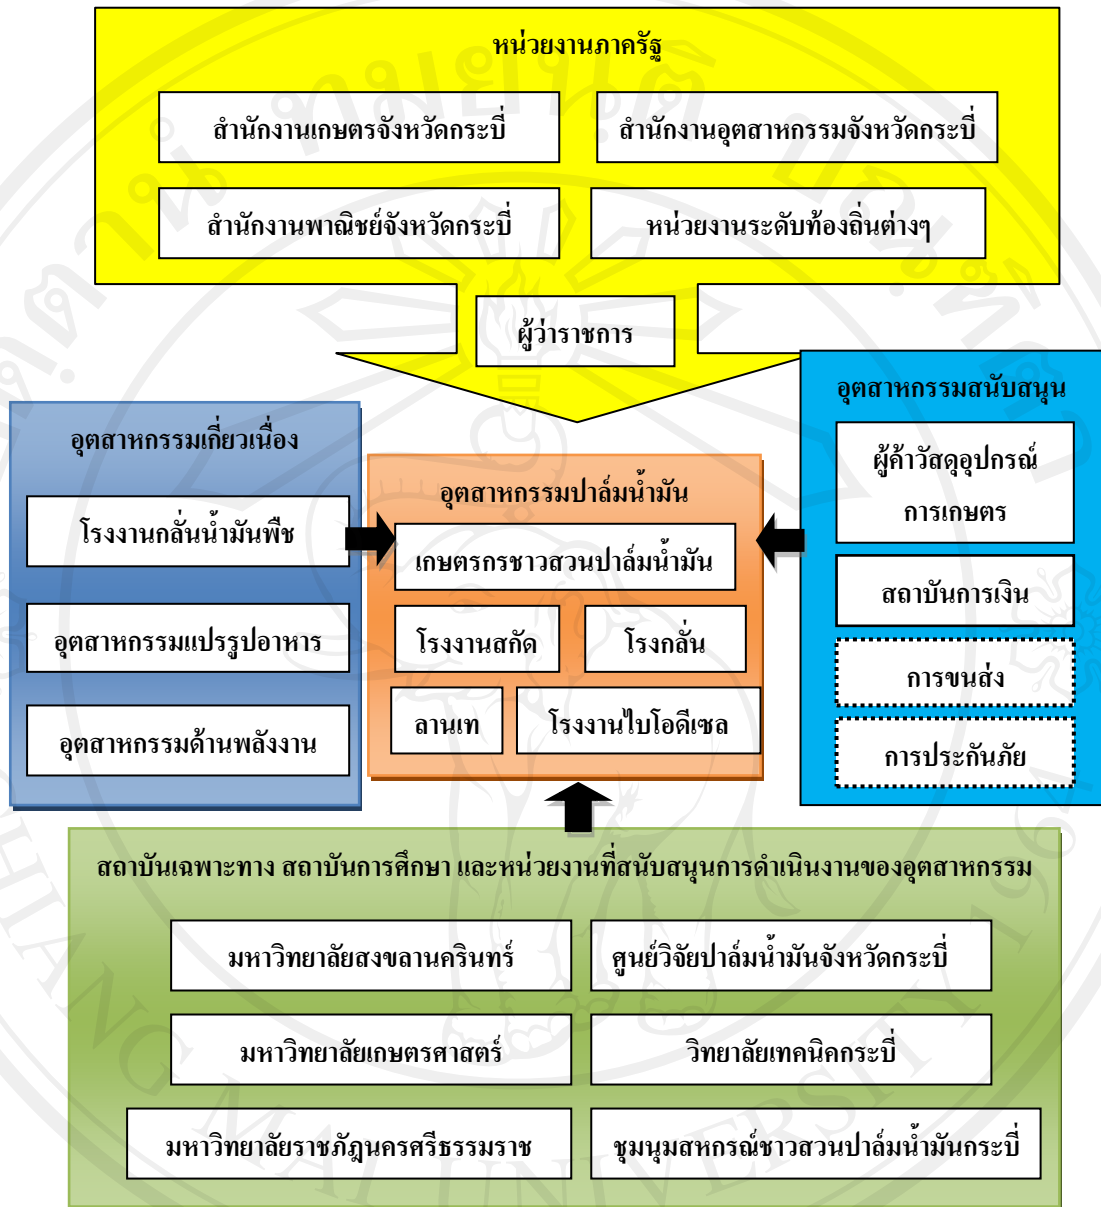 หน่วยงานภาครัฐ
สำนักงานเกษตรจังหวัดกระบี่
สำนักงานอุตสาหกรรมจังหวัดกระบี่
สำนักงานพาณิชย์จังหวัดกระบี่
หน่วยงานระดับท้องถิ่นต่างๆ
ผู้ว่าราชการ
อุตสาหกรรมเกี่ยวเนื่อง
โรงงานกลั่นน้ำมันพืช
อุตสาหกรรมแปรรูปอาหาร
อุตสาหกรรมด้านพลังงาน
อุตสาหกรรมปาล์มน้ำมัน
เกษตรกรชาวสวนปาล์มน้ำมัน
โรงงานสกัด
โรงกลั่น
ลานเท
โรงงานไบโอดีเซล
อุตสาหกรรมสนับสนุน
ผู้ค้าวัสดุอุปกรณ์
การเกษตร
สถาบันการเงิน
การขนส่ง
การประกันภัย
สถาบันเฉพาะทาง สถาบันการศึกษา และหน่วยงานที่สนับสนุนการดำเนินงานของอุตสาหกรรม
มหาวิทยาลัยสงขลานครินทร์
ศูนย์วิจัยปาล์มน้ำมันจังหวัดกระบี่
มหาวิทยาลัยเกษตรศาสตร์
วิทยาลัยเทคนิคกระบี่
มหาวิทยาลัยราชภัฎนครศรีธรรมราช
ชุมนุมสหกรณ์ชาวสวนปาล์มน้ำมันกระบี่